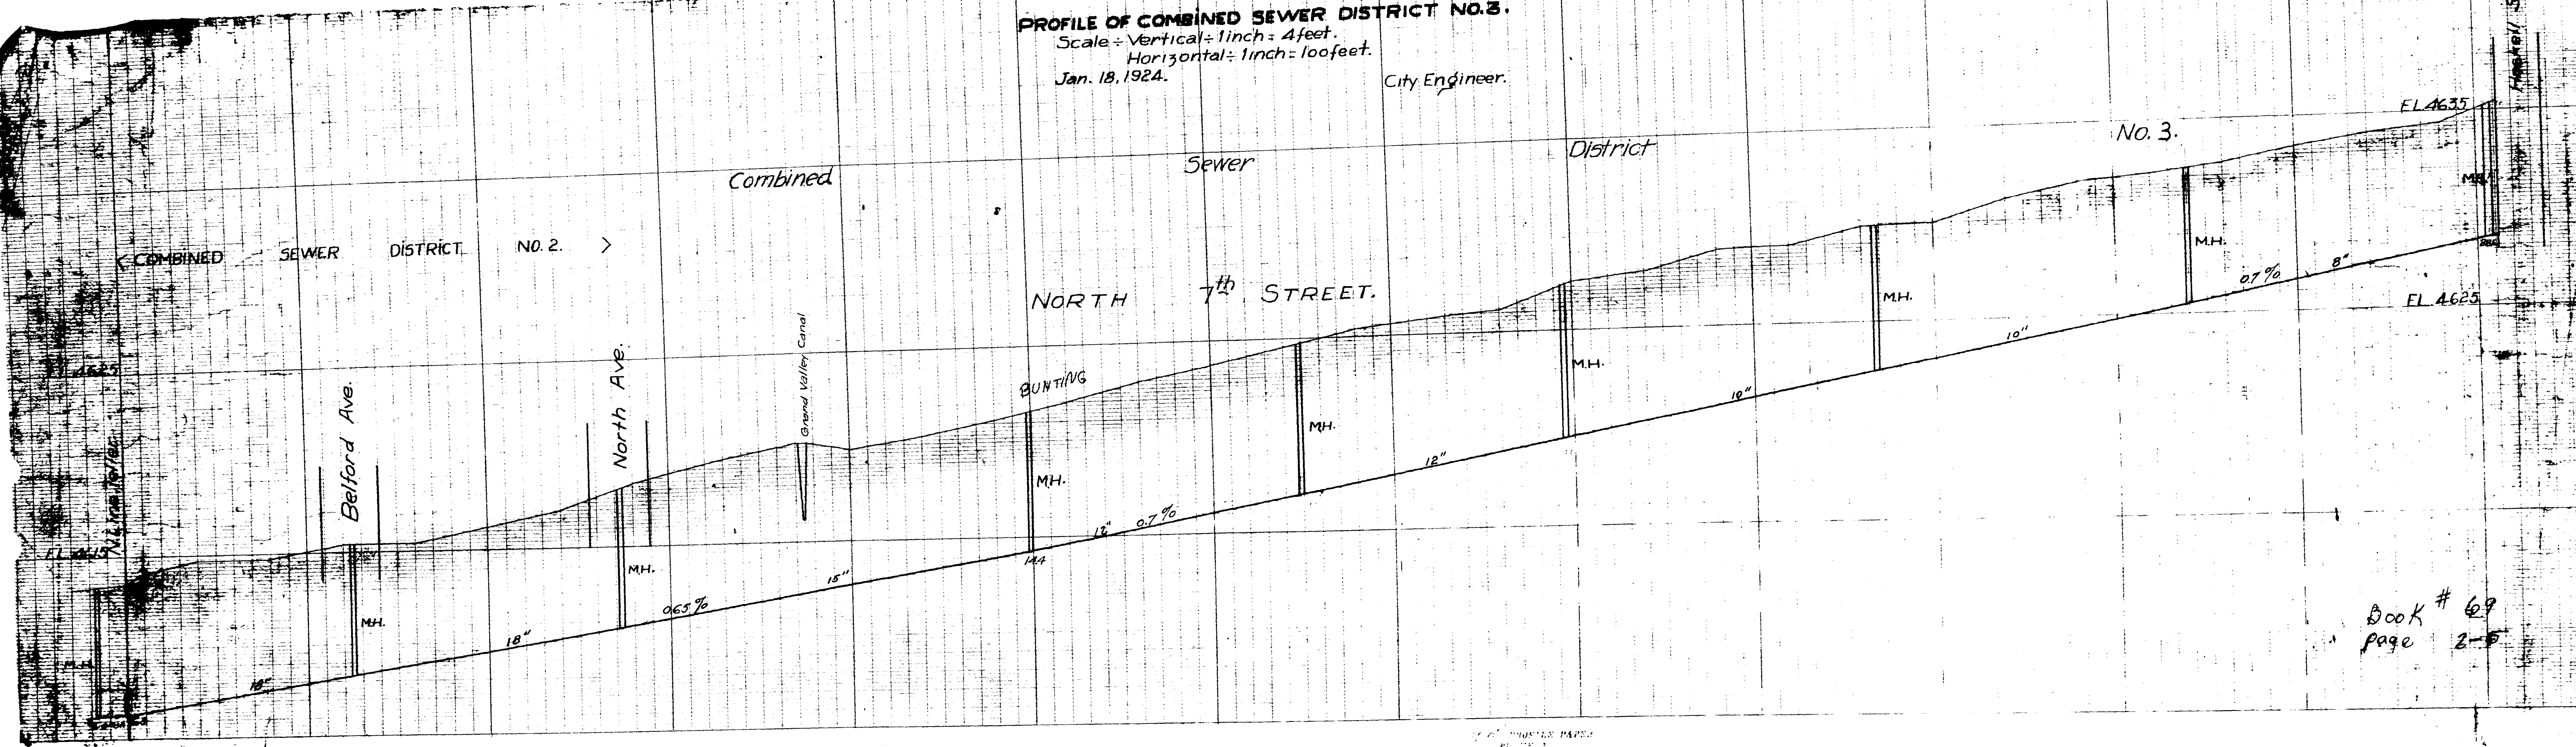 PROFILE OF COMBINED SEWER DISTRICT NO.3.
Scale÷Vertical÷1inch=4feet.
Horizontal÷1inch=100feet.
Jan. 18, 1924.
City Engineer.
EL 4635
Combined Sewer District No. 3.
<COMBINED SEWER DISTRICT NO. 2. >
NORTH 7th STREET.
Grand Valley Canal
North Ave.
Belford Ave.
BUNTING
4625
EL 4615
EL 4625
M.H.
M.H.
M.H.
M.H.
M.H.
M.H.
M.H.
M.H.
18"
18"
0.65%
15"
144
12"
0.7%
12"
10"
10"
0.7%
8"
Book # 69
Page 2-5